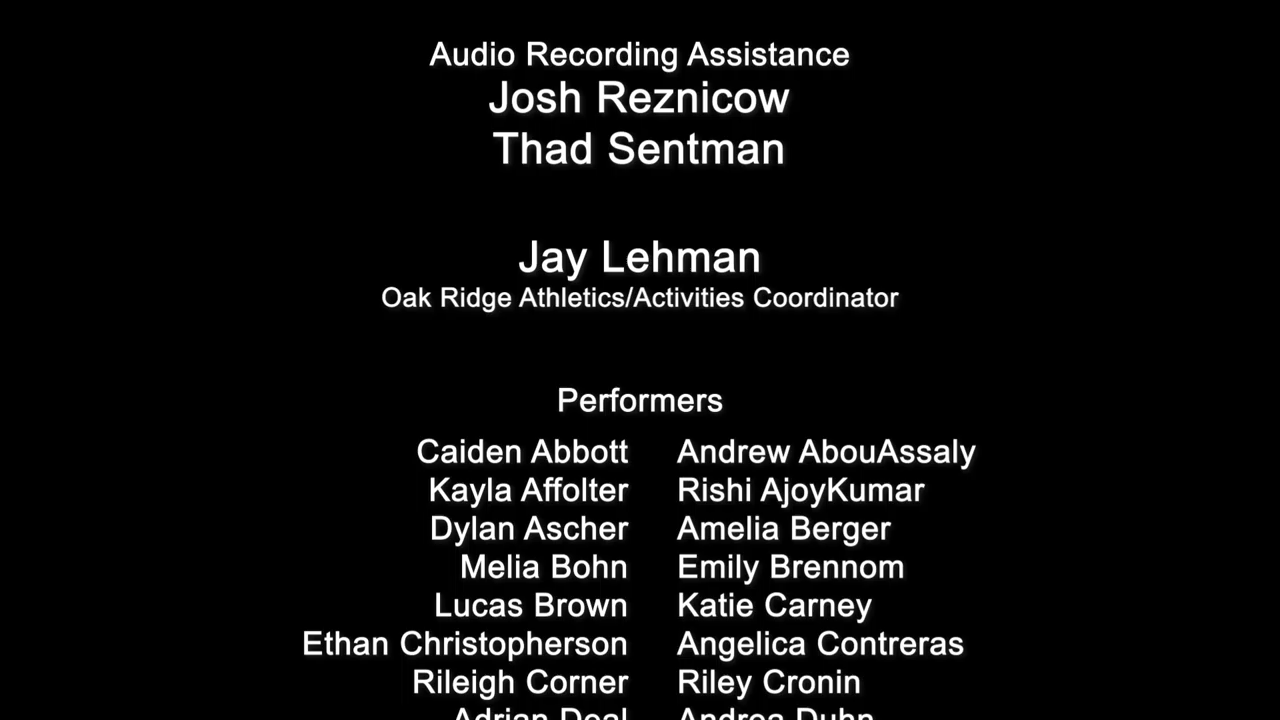 Audio Recording Assistance
Josh Reznicow
Thad Sentman
Jay Lehman
Oak Ridge Athletics/Activities Coordinator
Performers
Caiden Abbott Andrew AbouAssaly
Kayla Affolter Rishi AjoyKumar
Dylan Ascher Amelia Berger
Melia Bohn Emily Brennom
Lucas Brown Katie Carney
Ethan Christopherson Angelica Contreras
Rileigh Corner Riley Cronin
Adrian Deal Andrea Duhn